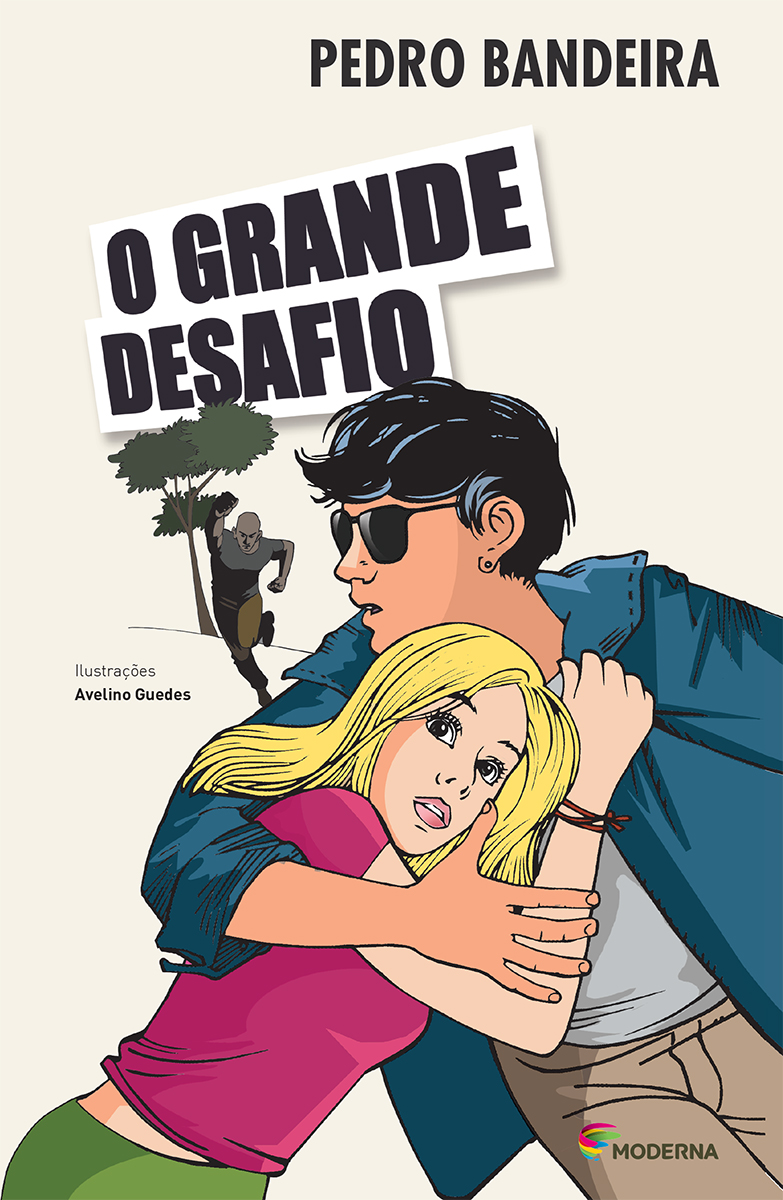 PEDRO BANDEIRA
O GRANDE
DESAFIO
Ilustrações
Avelino Guedes
MODERNA